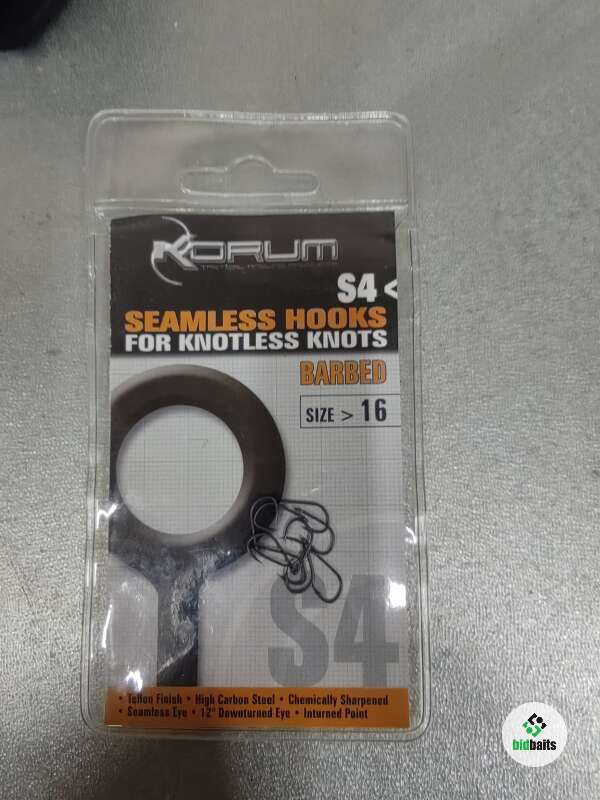 KORUM
S4 <
SEAMLESS HOOKS
FOR KNOTLESS KNOTS
BARBED
SIZE > 16
S4
• Teflon Finish • High Carbon Steel • Chemically Sharpened
• Seamless Eye • 12° Downturned Eye • Inturned Point
bidbaits